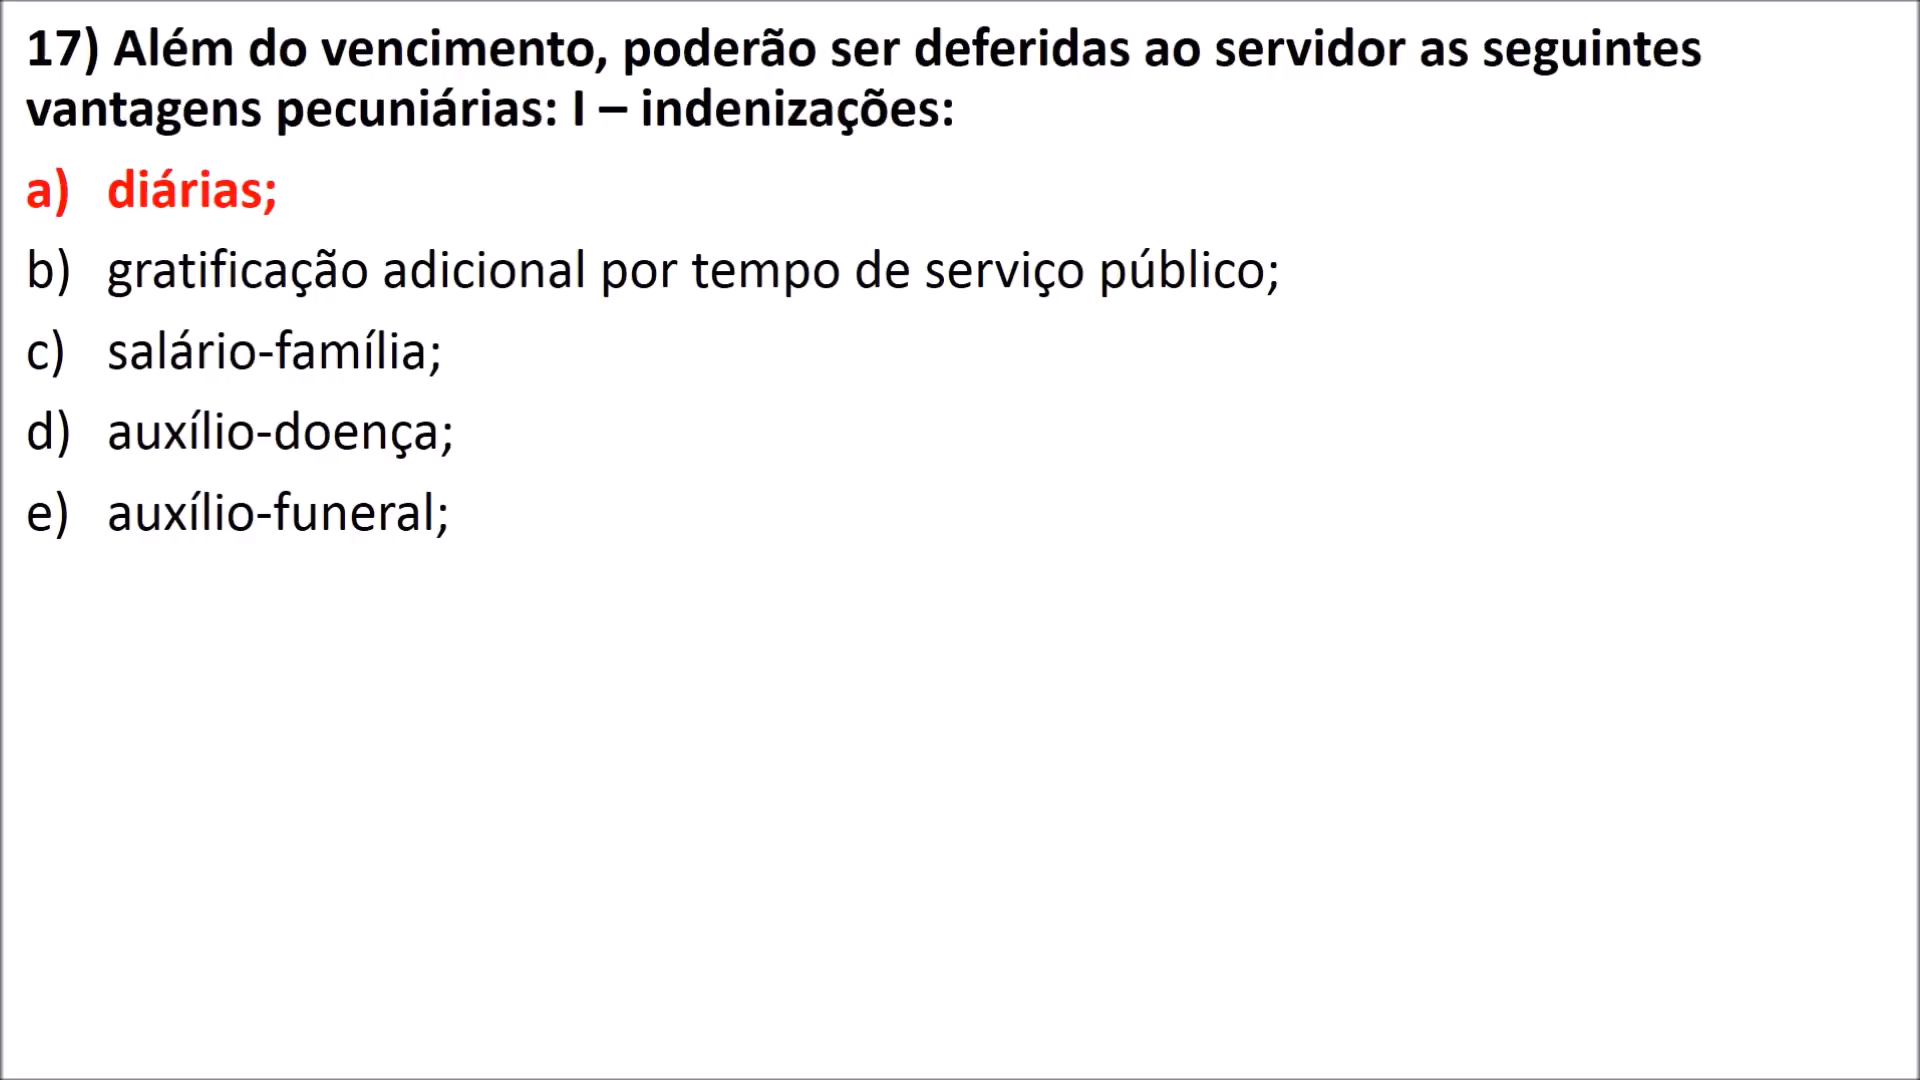 17) Além do vencimento, poderão ser deferidas ao servidor as seguintes
vantagens pecuniárias: I – indenizações:
a) diárias;
b) gratificação adicional por tempo de serviço público;
c) salário-família;
d) auxílio-doença;
e) auxílio-funeral;